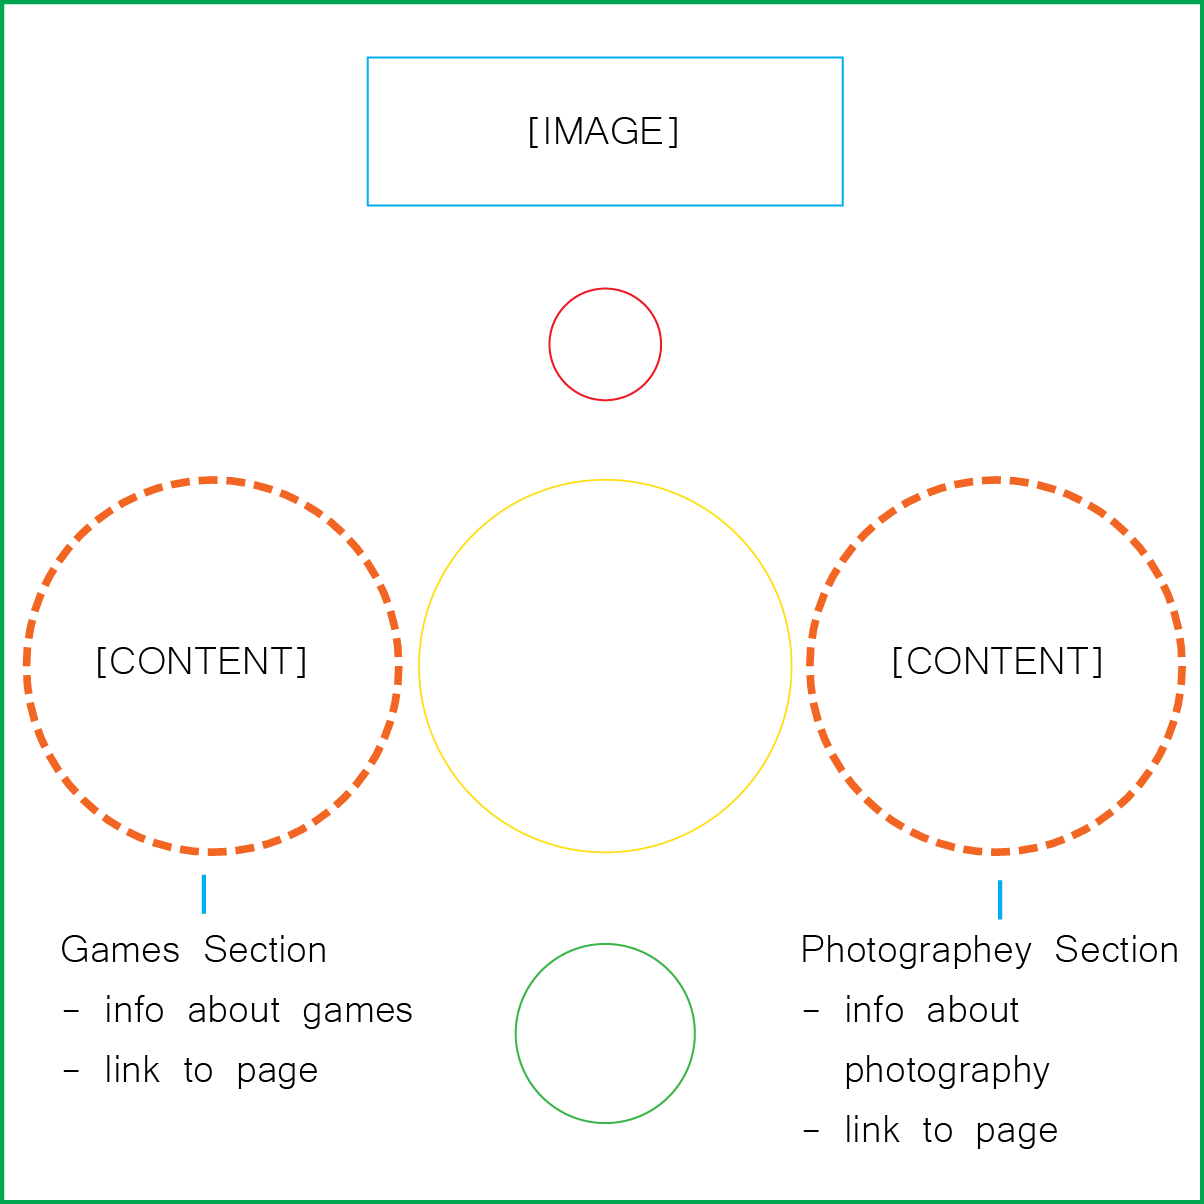 [IMAGE]
[CONTENT]
[CONTENT]
Games Section
- info about games
- link to page
Photographey Section
- info about
photography
- link to page